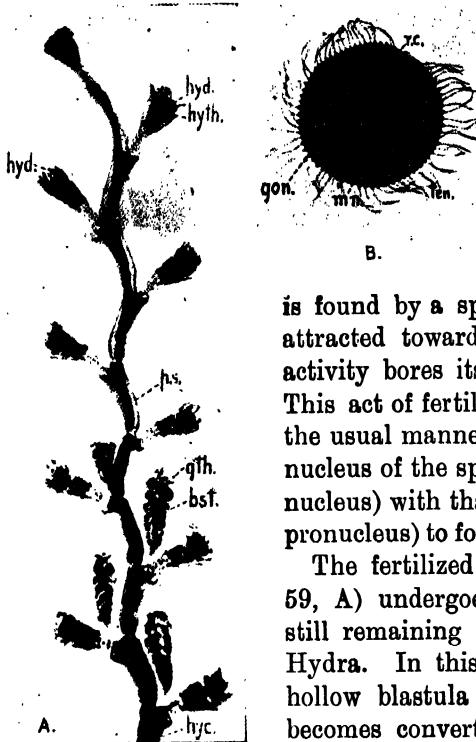 hyd.
hyth.
hyd.
p.s.
gth.
bst.
hyc.
A.
r.c.
gon.
m n.
ten.
B.
is found by a sp
attracted toward
activity bores its
This act of fertil
the usual manne
nucleus of the sp
nucleus) with tha
pronucleus) to fo
The fertilized
59, A) undergoe
still remaining
Hydra. In this
hollow blastula
becomes convert